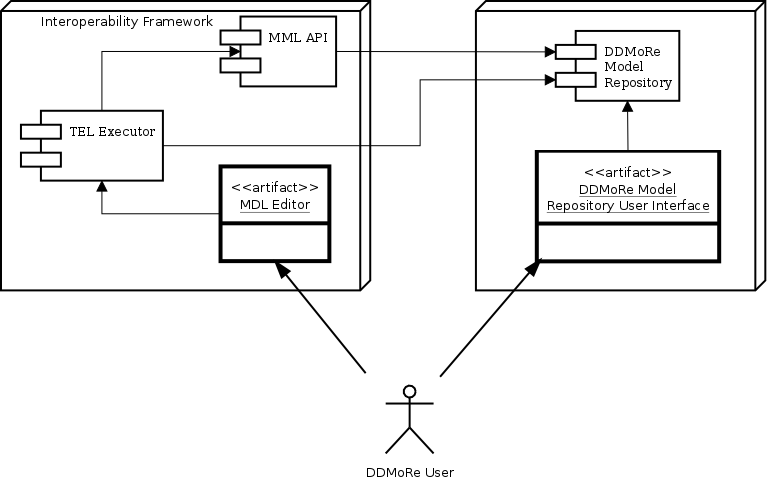 Interoperability Framework
MML API
DDMoRe
Model
Repository
TEL Executor
<<artifact>>
MDL Editor
<<artifact>>
DDMoRe Model
Repository User Interface
DDMoRe User